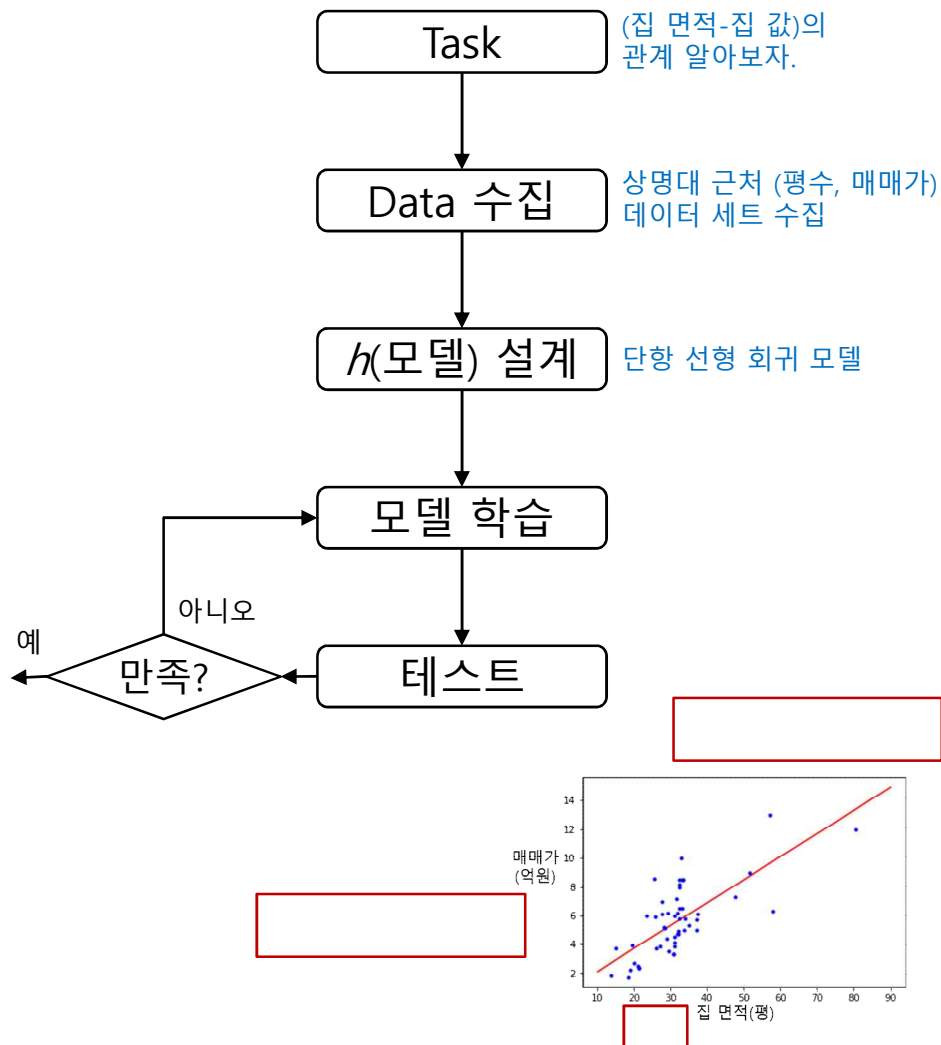 Task
(집 면적-집 값)의
관계 알아보자.
Data 수집
상명대 근처 (평수, 매매가)
데이터 세트 수집
h(모델) 설계
단항 선형 회귀 모델
모델 학습
아니오
예
만족?
테스트
매매가
(억원)
14
12
10
8
6
4
2
10 20 30 40 50 60 70 80 90
집 면적(평)